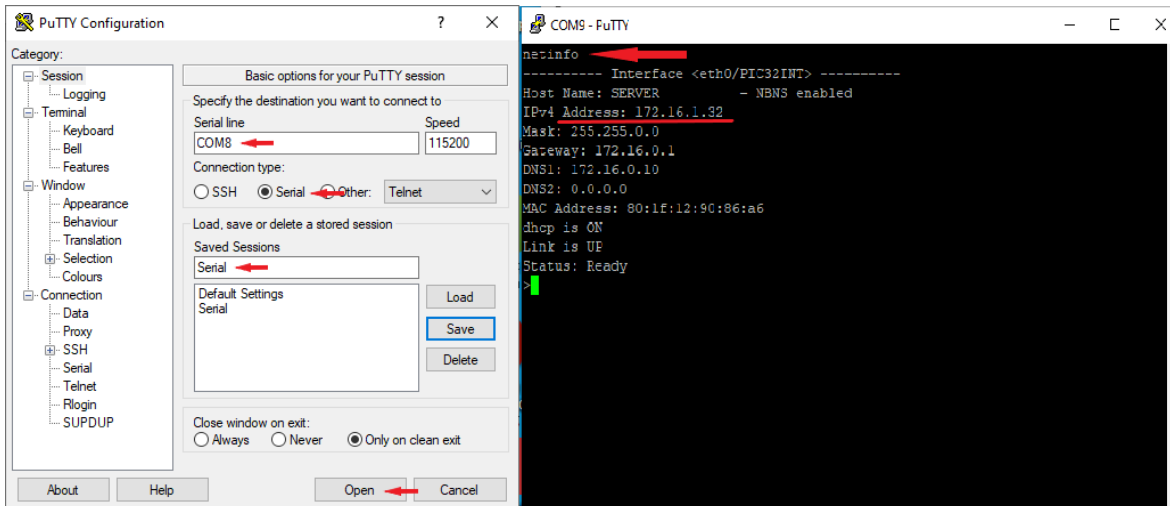 PuTTY Configuration
?
Category:
Session
Logging
Terminal
Keyboard
Bell
Features
Window
Appearance
Behaviour
Translation
Selection
Colours
Connection
Data
Proxy
SSH
Serial
Telnet
Rlogin
SUPDUP
Basic options for your PuTTY session
Specify the destination you want to connect to
Serial line Speed
COM8 115200
Connection type:
SSH Serial Other: Telnet
Load, save or delete a stored session
Saved Sessions
Serial
Default Settings
Serial
Load
Save
Delete
Close window on exit:
Always Never Only on clean exit
About Help Open Cancel
COM9 - PuTTY
netinfo
---------- Interface <eth0/PIC32INT> ----------
Host Name: SERVER - NBNS enabled
IPv4 Address: 172.16.1.32
Mask: 255.255.0.0
Gateway: 172.16.0.1
DNS1: 172.16.0.10
DNS2: 0.0.0.0
MAC Address: 80:1f:12:90:86:a6
dhcp is ON
Link is UP
Status: Ready
>